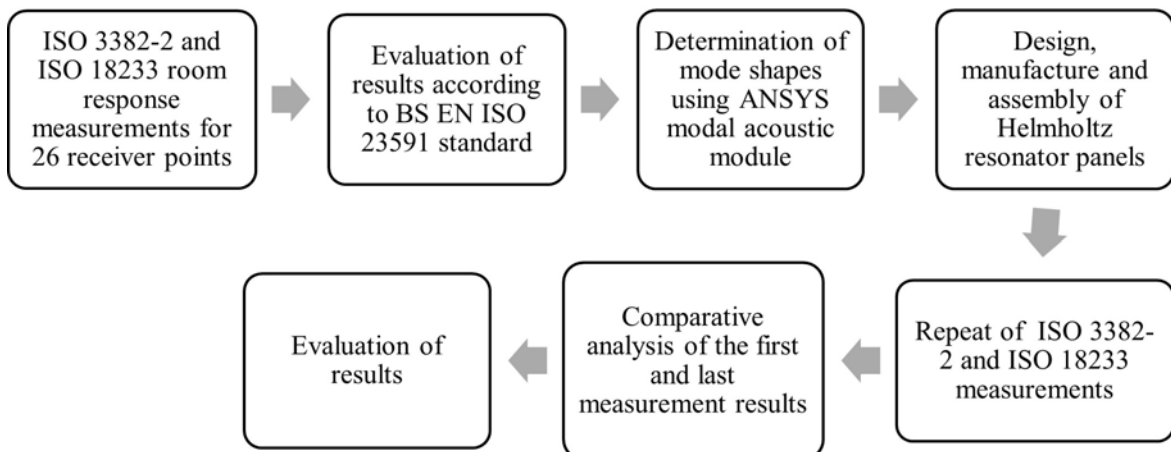 ISO 3382-2 and
ISO 18233 room
response
measurements for
26 receiver points
Evaluation of
results according
to BS EN ISO
23591 standard
Determination of
mode shapes
using ANSYS
modal acoustic
module
Design,
manufacture and
assembly of
Helmholtz
resonator panels
Repeat of ISO 3382-
2 and ISO 18233
measurements
Comparative
analysis of the first
and last
measurement results
Evaluation of
results